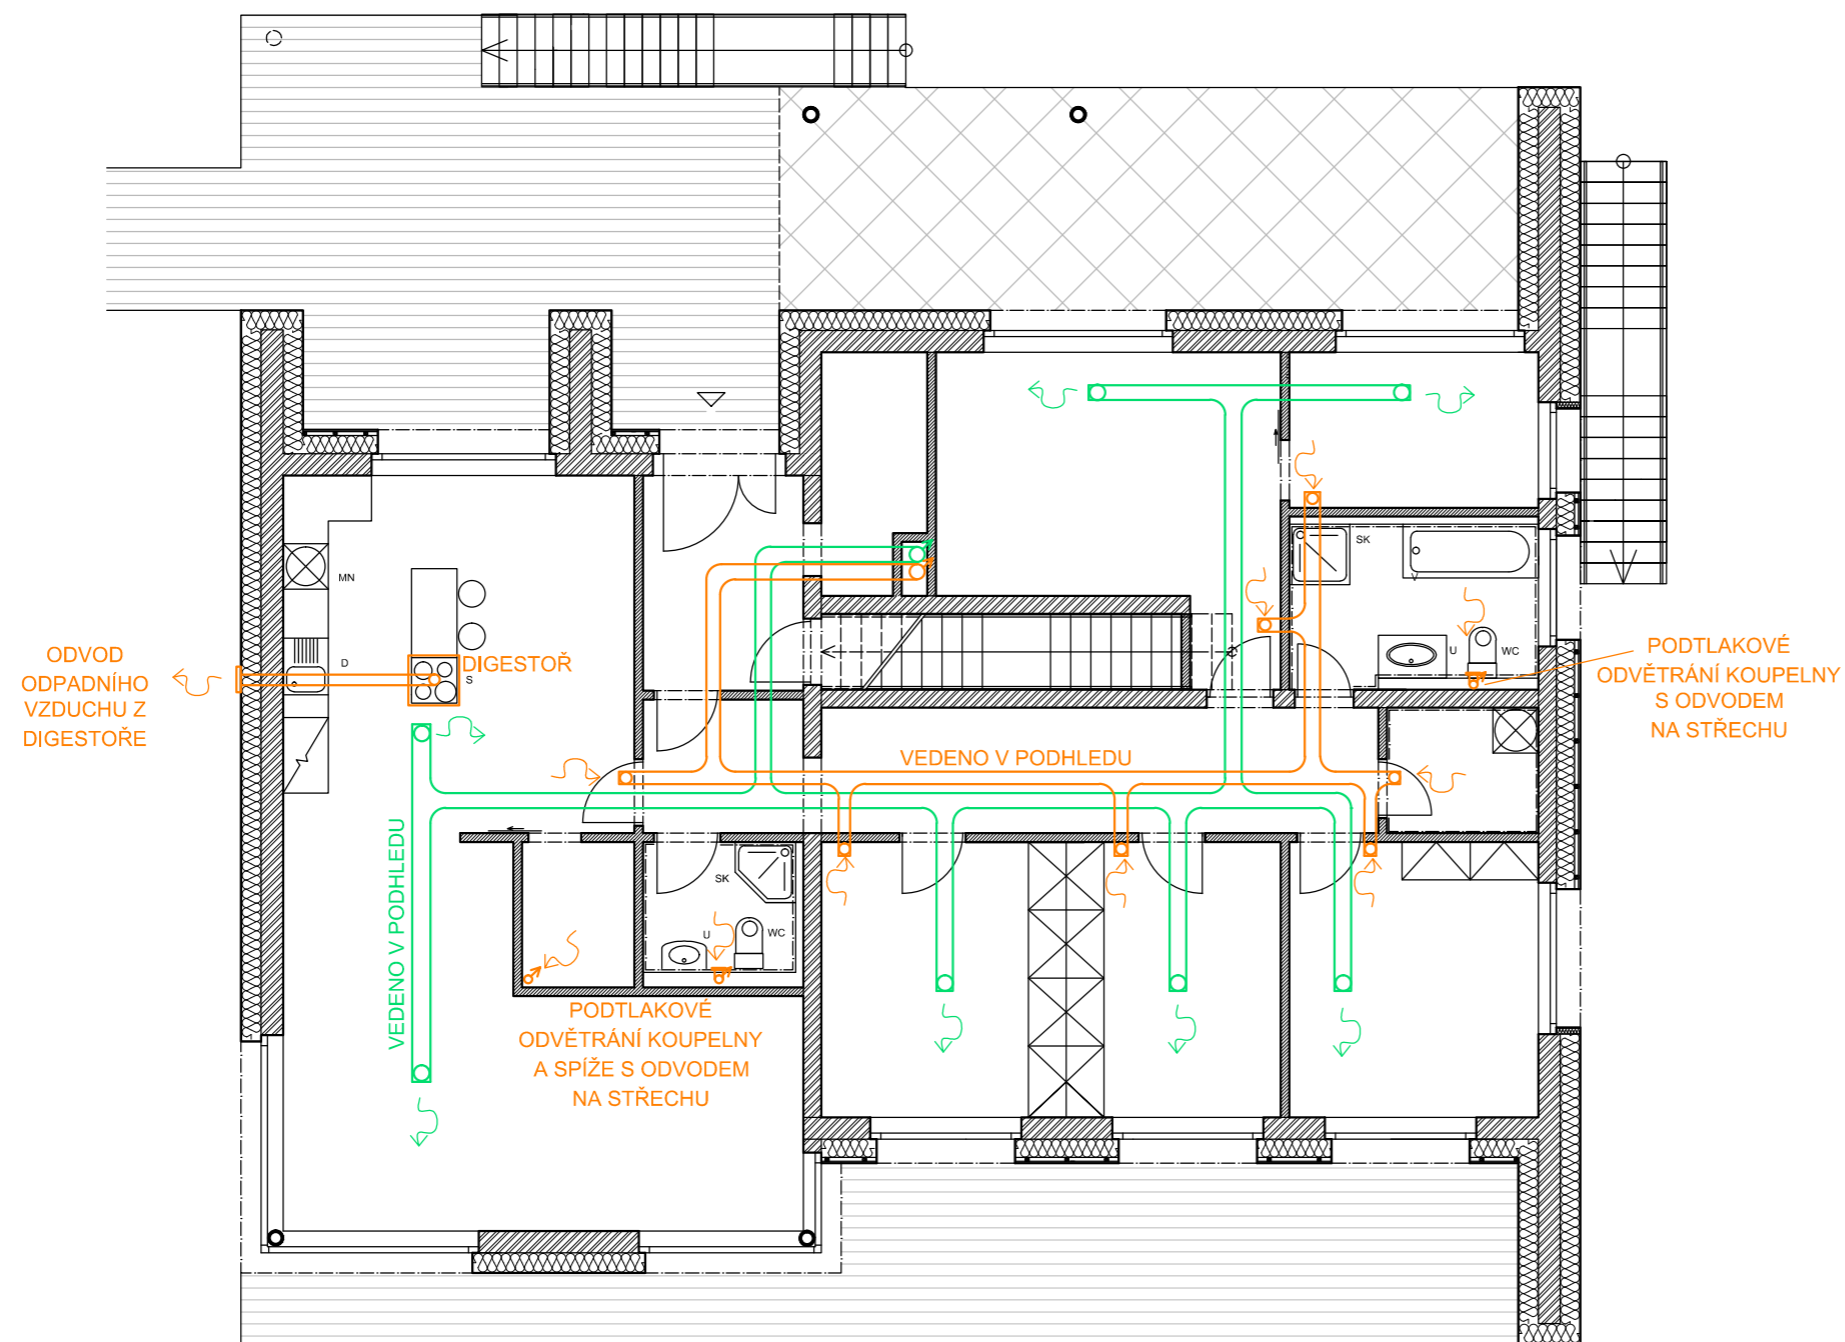 SK
MN
V
ODVOD
ODPADNÍHO
VZDUCHU Z
DIGESTOŘE
D
DIGESTOŘ
S
U
WC
PODTLAKOVÉ
ODVĚTRÁNÍ KOUPELNY
S ODVODEM
NA STŘECHU
VEDENO V PODHLEDU
VEDENO V PODHLEDU
SK
U
WC
PODTLAKOVÉ
ODVĚTRÁNÍ KOUPELNY
A SPÍŽE S ODVODEM
NA STŘECHU